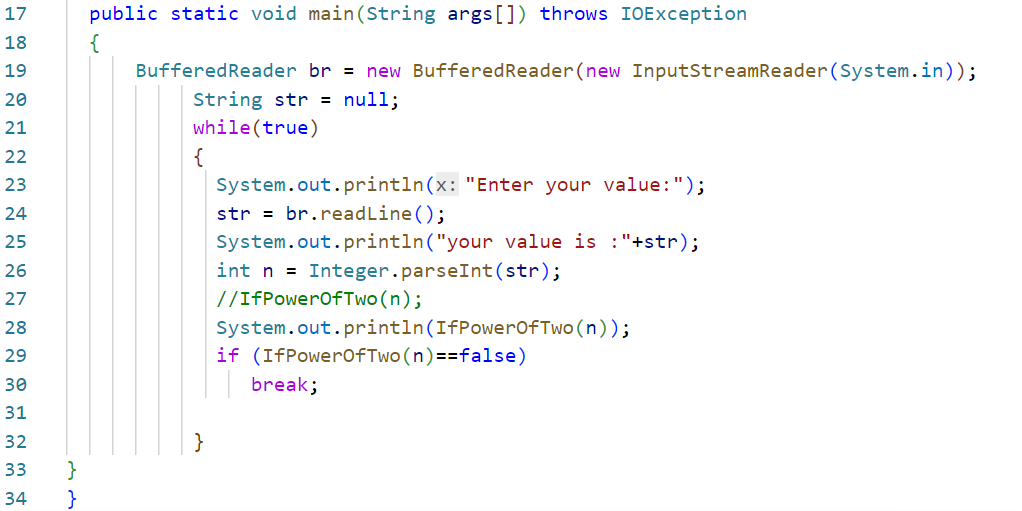 17 public static void main(String args[]) throws IOException
18 {
19 BufferedReader br = new BufferedReader(new InputStreamReader(System.in));
20 String str = null;
21 while(true)
22 {
23 System.out.println(x: "Enter your value:");
24 str = br.readLine();
25 System.out.println("your value is :"+str);
26 int n = Integer.parseInt(str);
27 //IfPowerOfTwo(n);
28 System.out.println(IfPowerOfTwo(n));
29 if (IfPowerOfTwo(n)==false)
30 break;
31
32 }
33 }
34 }